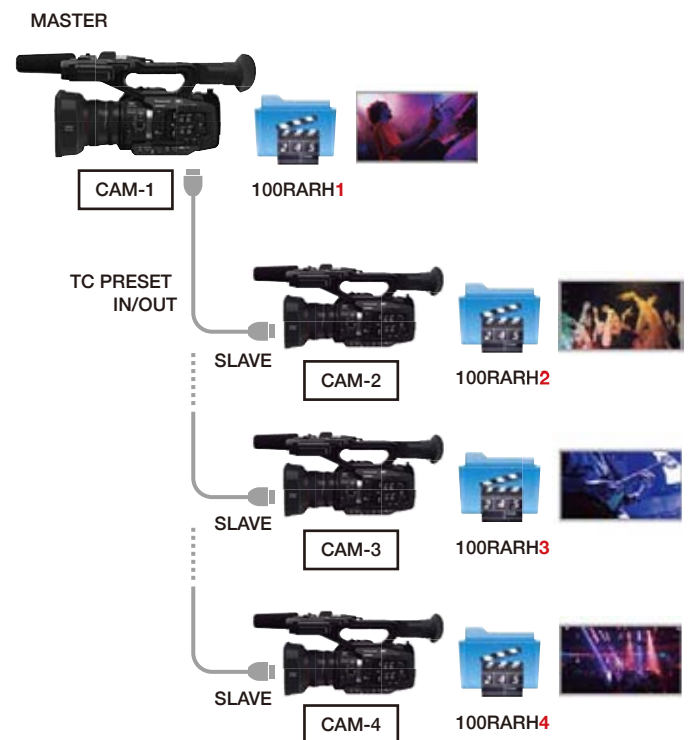 MASTER
CAM-1
100RARH1
TC PRESET
IN/OUT
SLAVE
CAM-2
100RARH2
SLAVE
CAM-3
100RARH3
SLAVE
CAM-4
100RARH4